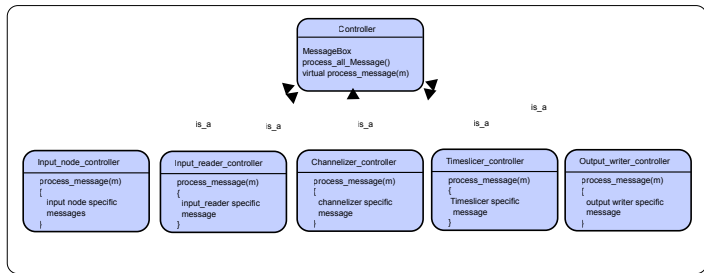 Controller
MessageBox
process_all_Message()
virtual process_message(m)
is_a
is_a
is_a
is_a
is_a
Input_node_controller
process_message(m)
[
input node specific
messages
}
Input_reader_controller
process_message(m)
{
input_reader specific
message
}
Channelizer_controller
process_message(m)
[
channelizer specific
message
}
Timeslicer_controller
process_message(m)
{
Timeslicer specific
message
}
Output_writer_controller
process_message(m)
[
output writer specific
message
}